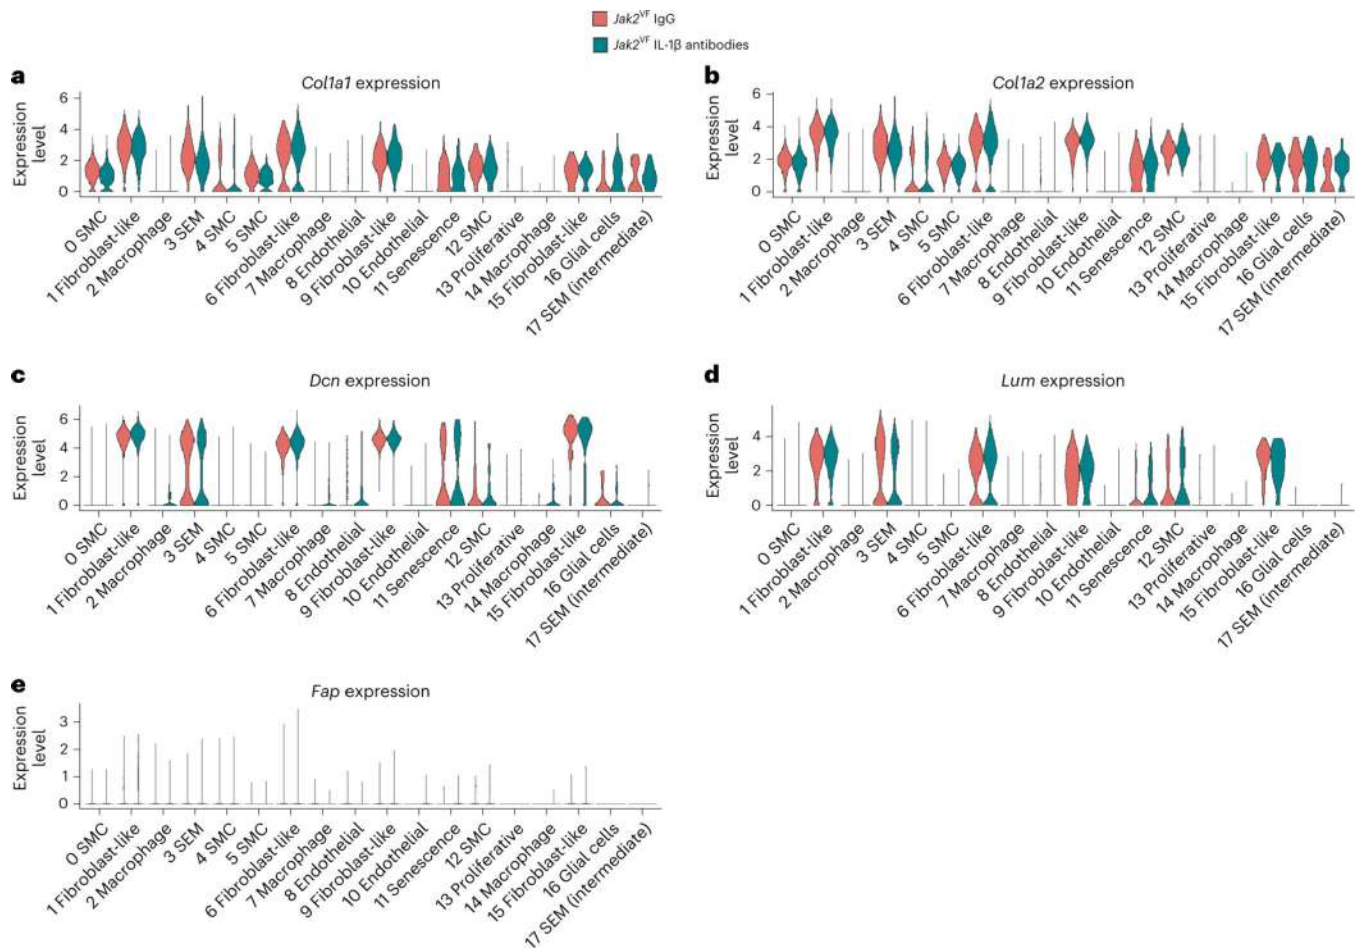 Jak2VF IgG
Jak2VF IL-1β antibodies
a
Col1a1 expression
Expression
level
6
4
2
0
0 SMC
1 Fibroblast-like
2 Macrophage
3 SEM
4 SMC
5 SMC
6 Fibroblast-like
7 Macrophage
8 Endothelial
9 Fibroblast-like
10 Endothelial
11 Senescence
12 SMC
13 Proliferative
14 Macrophage
15 Fibroblast-like
16 Glial cells
17 SEM (intermediate)
b
Col1a2 expression
Expression
level
6
4
2
0
0 SMC
1 Fibroblast-like
2 Macrophage
3 SEM
4 SMC
5 SMC
6 Fibroblast-like
7 Macrophage
8 Endothelial
9 Fibroblast-like
10 Endothelial
11 Senescence
12 SMC
13 Proliferative
14 Macrophage
15 Fibroblast-like
16 Glial cells
17 SEM (intermediate)
c
Dcn expression
Expression
level
6
4
2
0
0 SMC
1 Fibroblast-like
2 Macrophage
3 SEM
4 SMC
5 SMC
6 Fibroblast-like
7 Macrophage
8 Endothelial
9 Fibroblast-like
10 Endothelial
11 Senescence
12 SMC
13 Proliferative
14 Macrophage
15 Fibroblast-like
16 Glial cells
17 SEM (intermediate)
d
Lum expression
Expression
level
4
2
0
0 SMC
1 Fibroblast-like
2 Macrophage
3 SEM
4 SMC
5 SMC
6 Fibroblast-like
7 Macrophage
8 Endothelial
9 Fibroblast-like
10 Endothelial
11 Senescence
12 SMC
13 Proliferative
14 Macrophage
15 Fibroblast-like
16 Glial cells
17 SEM (intermediate)
e
Fap expression
Expression
level
3
2
1
0
0 SMC
1 Fibroblast-like
2 Macrophage
3 SEM
4 SMC
5 SMC
6 Fibroblast-like
7 Macrophage
8 Endothelial
9 Fibroblast-like
10 Endothelial
11 Senescence
12 SMC
13 Proliferative
14 Macrophage
15 Fibroblast-like
16 Glial cells
17 SEM (intermediate)